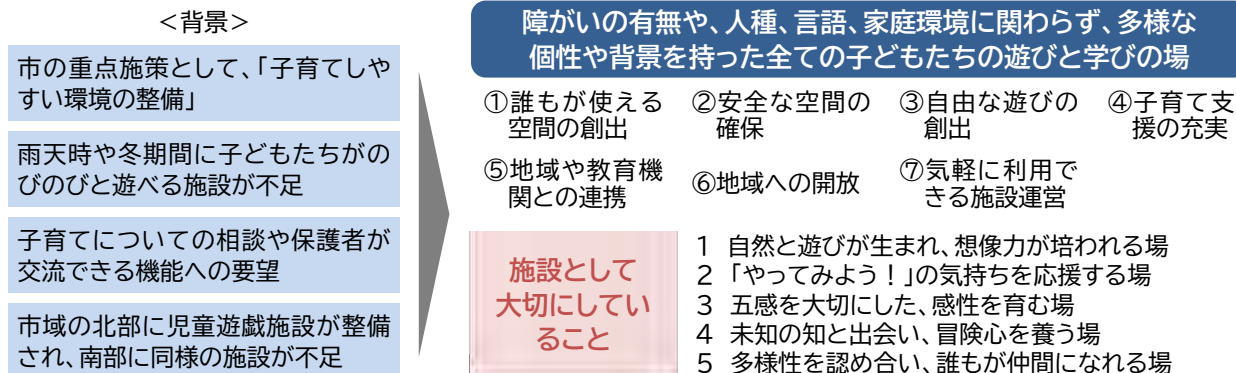 ＜背景＞
市の重点施策として、「子育てしや
すい環境の整備」
雨天時や冬期間に子どもたちがの
びのびと遊べる施設が不足
子育てについての相談や保護者が
交流できる機能への要望
市域の北部に児童遊戯施設が整備
され、南部に同様の施設が不足
障がいの有無や、人種、言語、家庭環境に関わらず、多様な
個性や背景を持った全ての子どもたちの遊びと学びの場
①誰もが使える
空間の創出
②安全な空間の
確保
③自由な遊びの
創出
④子育て支
援の充実
⑤地域や教育機
関との連携
⑥地域への開放
⑦気軽に利用で
きる施設運営
施設として
大切にしてい
ること
１ 自然と遊びが生まれ、想像力が培われる場
２ 「やってみよう！」の気持ちを応援する場
３ 五感を大切にした、感性を育む場
４ 未知の知と出会い、冒険心を養う場
５ 多様性を認め合い、誰もが仲間になれる場